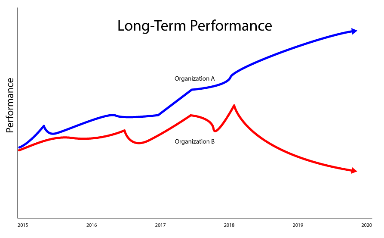 Long-Term Performance
Performance
Organization A
Organization B
2015 2016 2017 2018 2019 2020